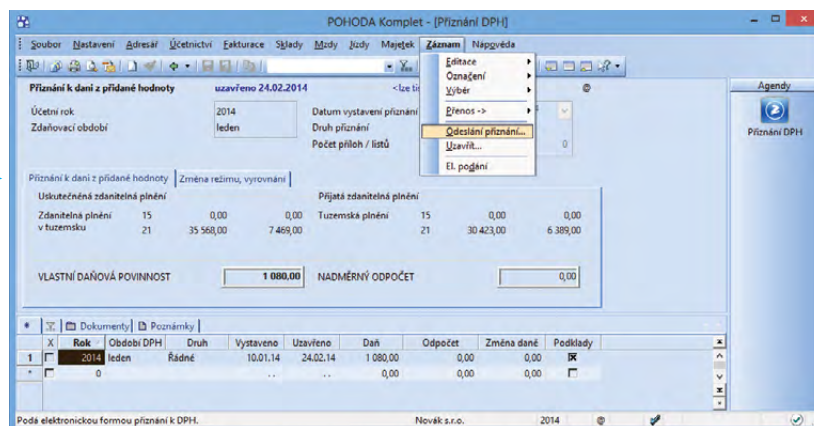 POHODA Komplet - [Přiznání DPH]
Soubor Nastavení Adresář Účetnictví Fakturace Sklady Mzdy Jízdy Majetek Záznam Nápověda
Editace
Označení
Výběr
Přenos ->
Odeslání přiznání...
Uzavřít...
El. podání
Agendy
Přiznání DPH
Přiznání k dani z přidané hodnoty uzavřeno 24.02.2014 <lze @
Účetní rok 2014 Datum vystavení přiznání
Zdaňovací období leden Druh přiznání
Počet příloh / listů 0
Přiznání k dani z přidané hodnoty Změna režimu, vyrovnání
Uskutečněná zdanitelná plnění Přijatá zdanitelná plnění
Zdanitelná plnění 15 0,00 0,00 Tuzemská plnění 15 0,00 0,00
v tuzemsku 21 35 568,00 7 469,00 21 30 423,00 6 389,00
VLASTNÍ DAŇOVÁ POVINNOST 1 080,00 NADMĚRNÝ ODPOČET 0,00
* Dokumenty Poznámky
X Rok Období DPH Druh Vystaveno Uzavřeno Daň Odpočet Změna daně Podklady
1 2014 leden Řádné 10.01.14 24.02.14 1 080,00 0,00 0,00
* 0 . . . . 0,00 0,00 0,00
Podá elektronickou formou přiznání k DPH. Novák s.r.o. 2014 @